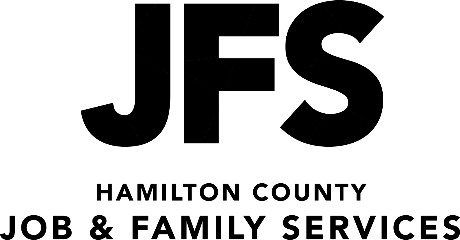 JFS
HAMILTON COUNTY
JOB & FAMILY SERVICES